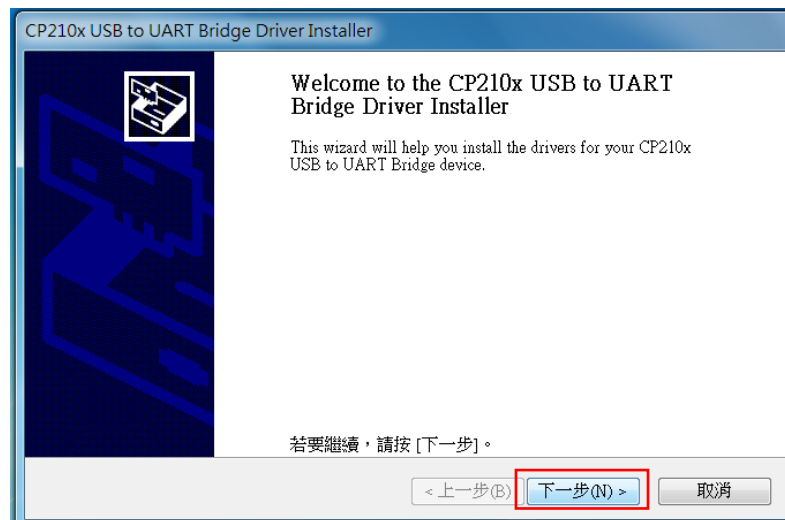 CP210x USB to UART Bridge Driver Installer
Welcome to the CP210x USB to UART
Bridge Driver Installer
This wizard will help you install the drivers for your CP210x
USB to UART Bridge device.
若要繼續，請按 [下一步]。
< 上一步(B) 下一步(N) > 取消